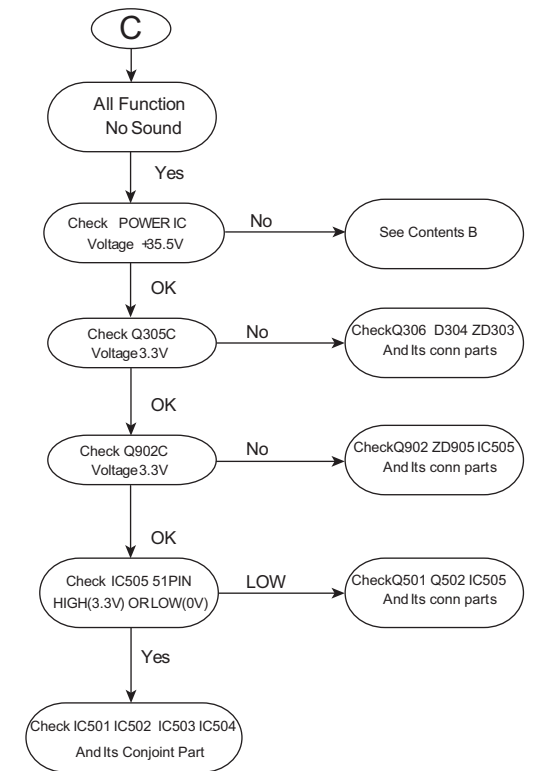 C
All Function
No Sound
Yes
Check POWER IC
Voltage +35.5V
No
See Contents B
OK
Check Q305C
Voltage3.3V
No
CheckQ306 D304 ZD303
And Its conn parts
OK
Check Q902C
Voltage3.3V
No
CheckQ902 ZD905 IC505
And Its conn parts
OK
Check IC505 51PIN
HIGH(3.3V) OR LOW(0V)
LOW
CheckQ501 Q502 IC505
And Its conn parts
Yes
Check IC501 IC502 IC503 IC504
And Its Conjoint Part